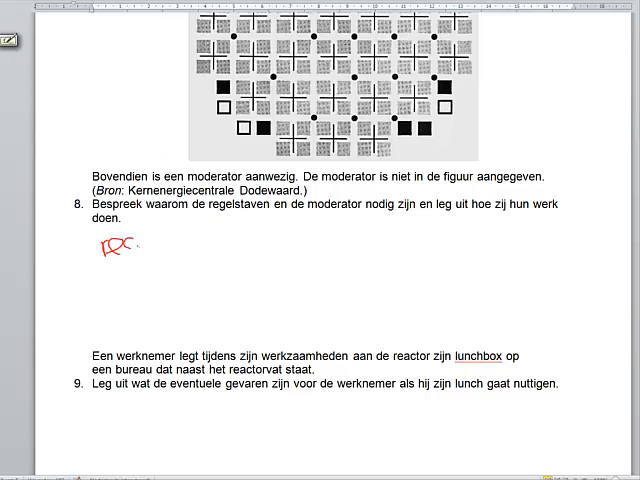 Bovendien is een moderator aanwezig. De moderator is niet in de figuur aangegeven.
(Bron: Kernenergiecentrale Dodewaard.)
8. Bespreek waarom de regelstaven en de moderator nodig zijn en leg uit hoe zij hun werk
doen.
Een werknemer legt tijdens zijn werkzaamheden aan de reactor zijn lunchbox op
een bureau dat naast het reactorvat staat.
9. Leg uit wat de eventuele gevaren zijn voor de werknemer als hij zijn lunch gaat nuttigen.